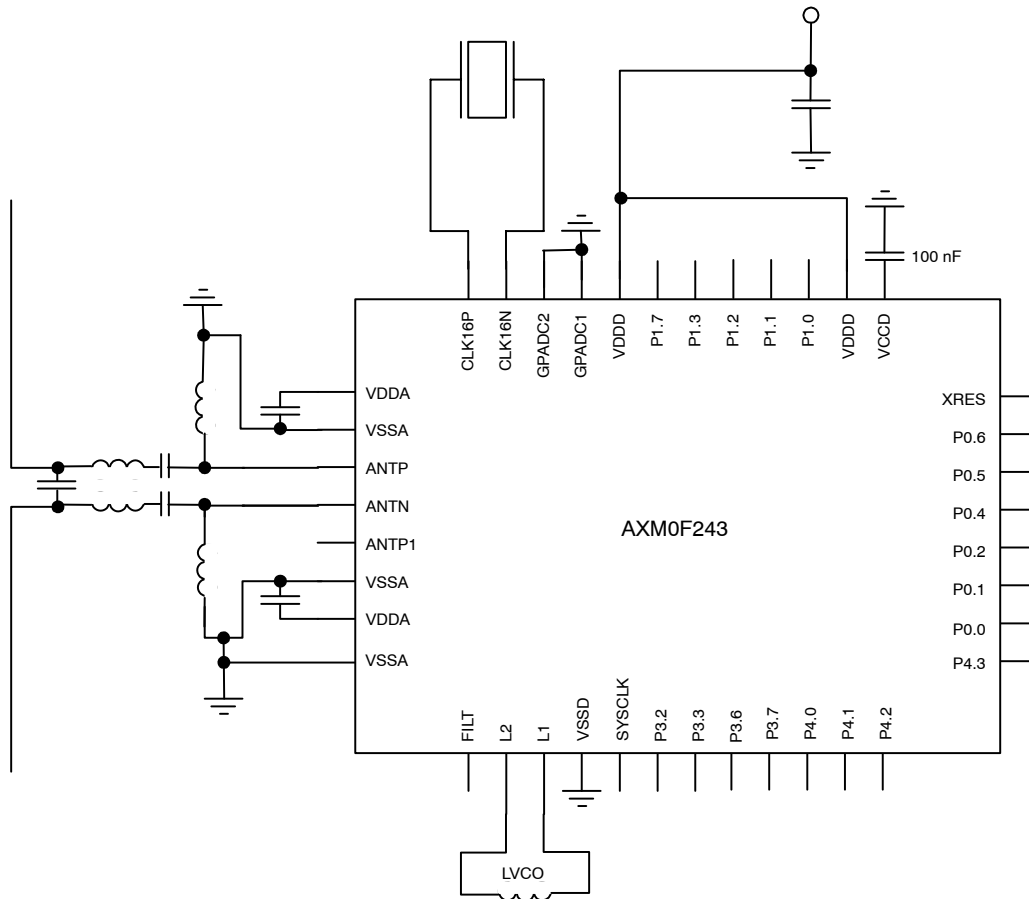 100 nF
CLK16P
CLK16N
GPADC2
GPADC1
VDDD
P1.7
P1.3
P1.2
P1.1
P1.0
VDDD
VCCD
VDDA
VSSA
ANTP
ANTN
ANTP1
VSSA
VDDA
VSSA
AXM0F243
XRES
P0.6
P0.5
P0.4
P0.2
P0.1
P0.0
P4.3
FILT
L2
L1
VSSD
SYSCLK
P3.2
P3.3
P3.6
P3.7
P4.0
P4.1
P4.2
LVCO